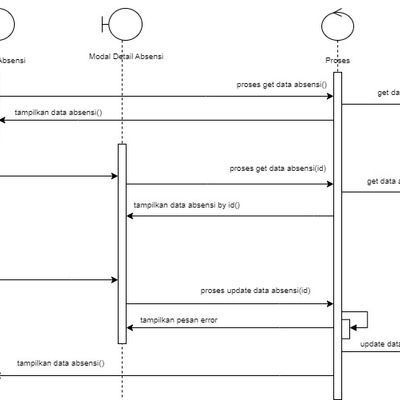 Absensi
Modal Detail Absensi
Proses
proses get data absensi()
get da
tampilkan data absensi()
proses get data absensi(id)
get data a
tampilkan data absensi by id()
proses update data absensi(id)
tampilkan pesan error
update data
tampilkan data absensi()